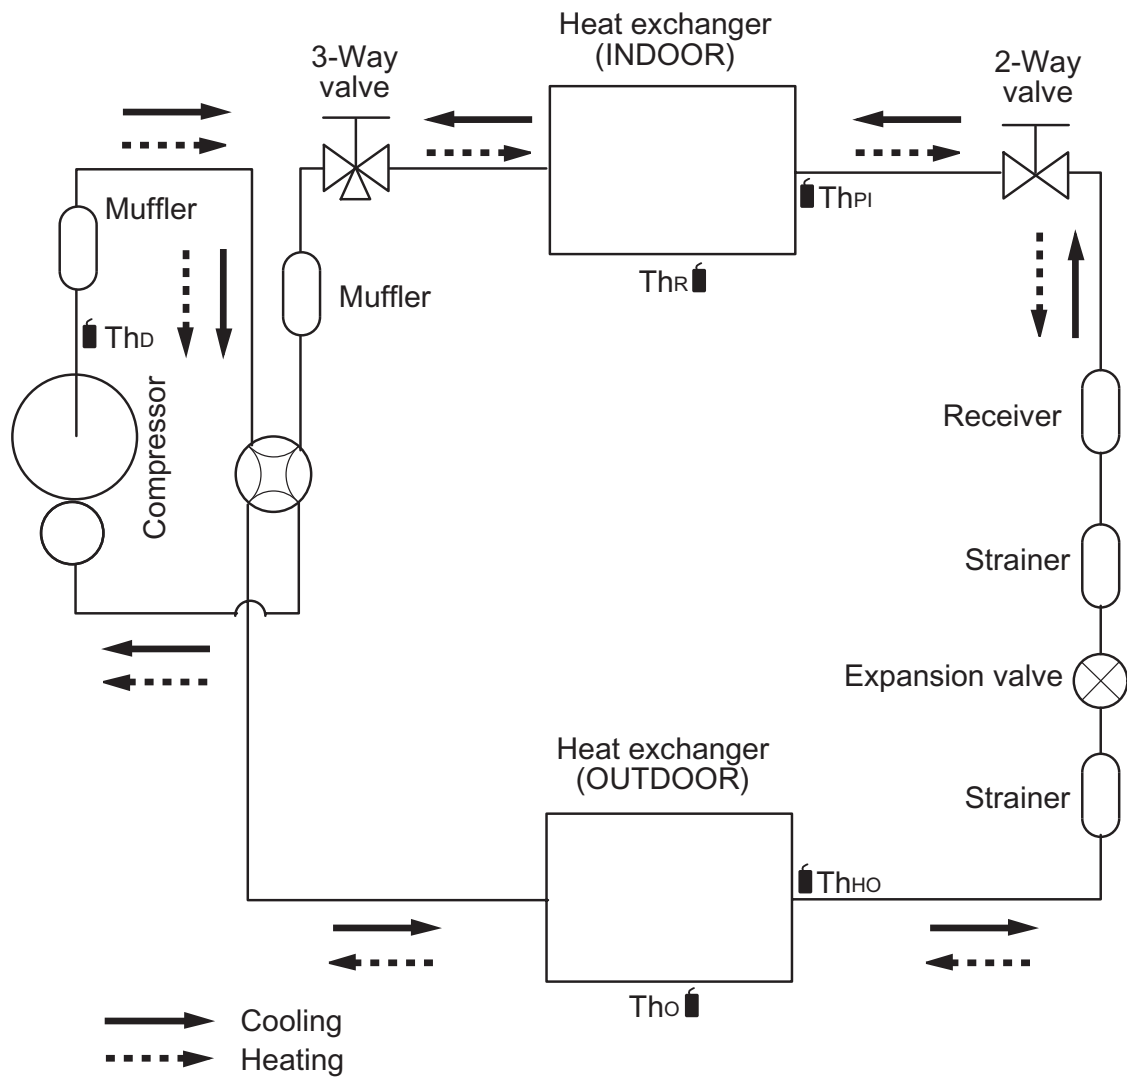 Heat exchanger
(INDOOR)
3-Way
valve
2-Way
valve
Muffler
ThPI
ThR
Muffler
ThD
Compressor
Receiver
Strainer
Expansion valve
Heat exchanger
(OUTDOOR)
Strainer
ThHO
ThO
Cooling
Heating